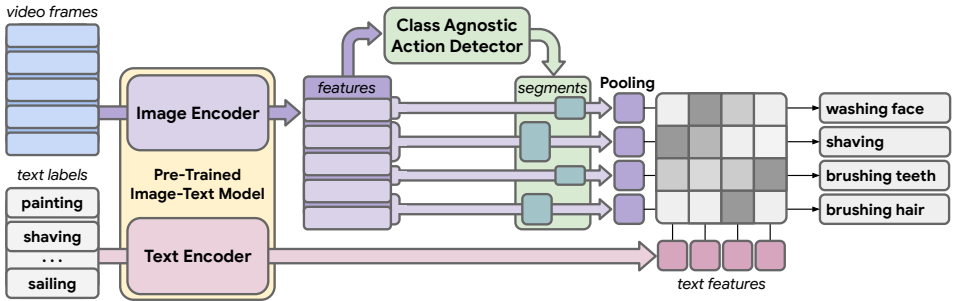 video frames
Class Agnostic
Action Detector
features
segments
Pooling
Image Encoder
washing face
shaving
brushing teeth
brushing hair
Pre-Trained
Image-Text Model
text labels
painting
shaving
...
sailing
Text Encoder
text features